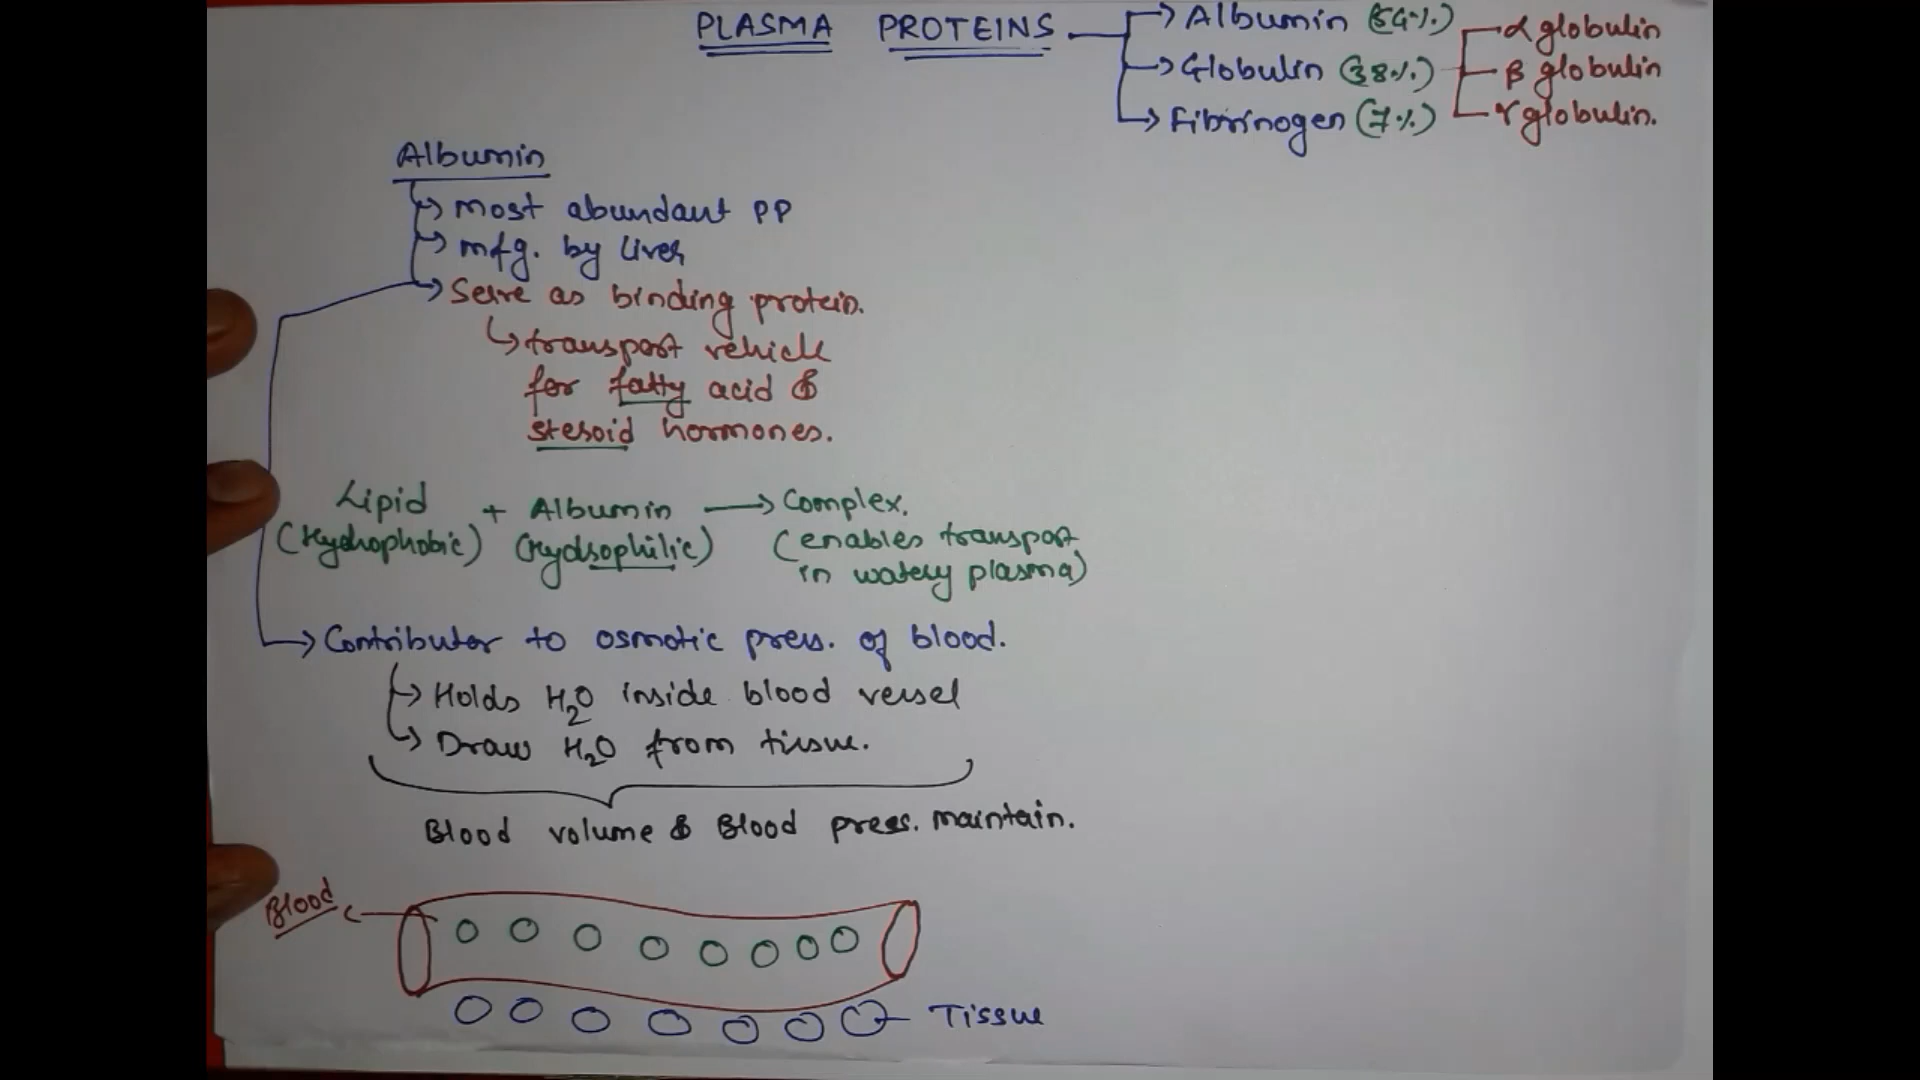 PLASMA PROTEINS → Albumin (54%)
→ Globulin (38%)
→ Fibrinogen (7%)
α globulin
β globulin
γ globulin.
Albumin
→ most abundant PP
→ mfg. by liver
→ Serve as binding protein.
↳ transport vehicle
for fatty acid &
steroid hormones.
Lipid + Albumin → Complex.
(Hydrophobic) (Hydrophilic) (enables transport
in watery plasma)
→ Contributor to osmotic press. of blood.
→ Holds H₂O inside blood vessel
→ Draw H₂O from tissue.
Blood volume & Blood press. maintain.
Blood
Tissue